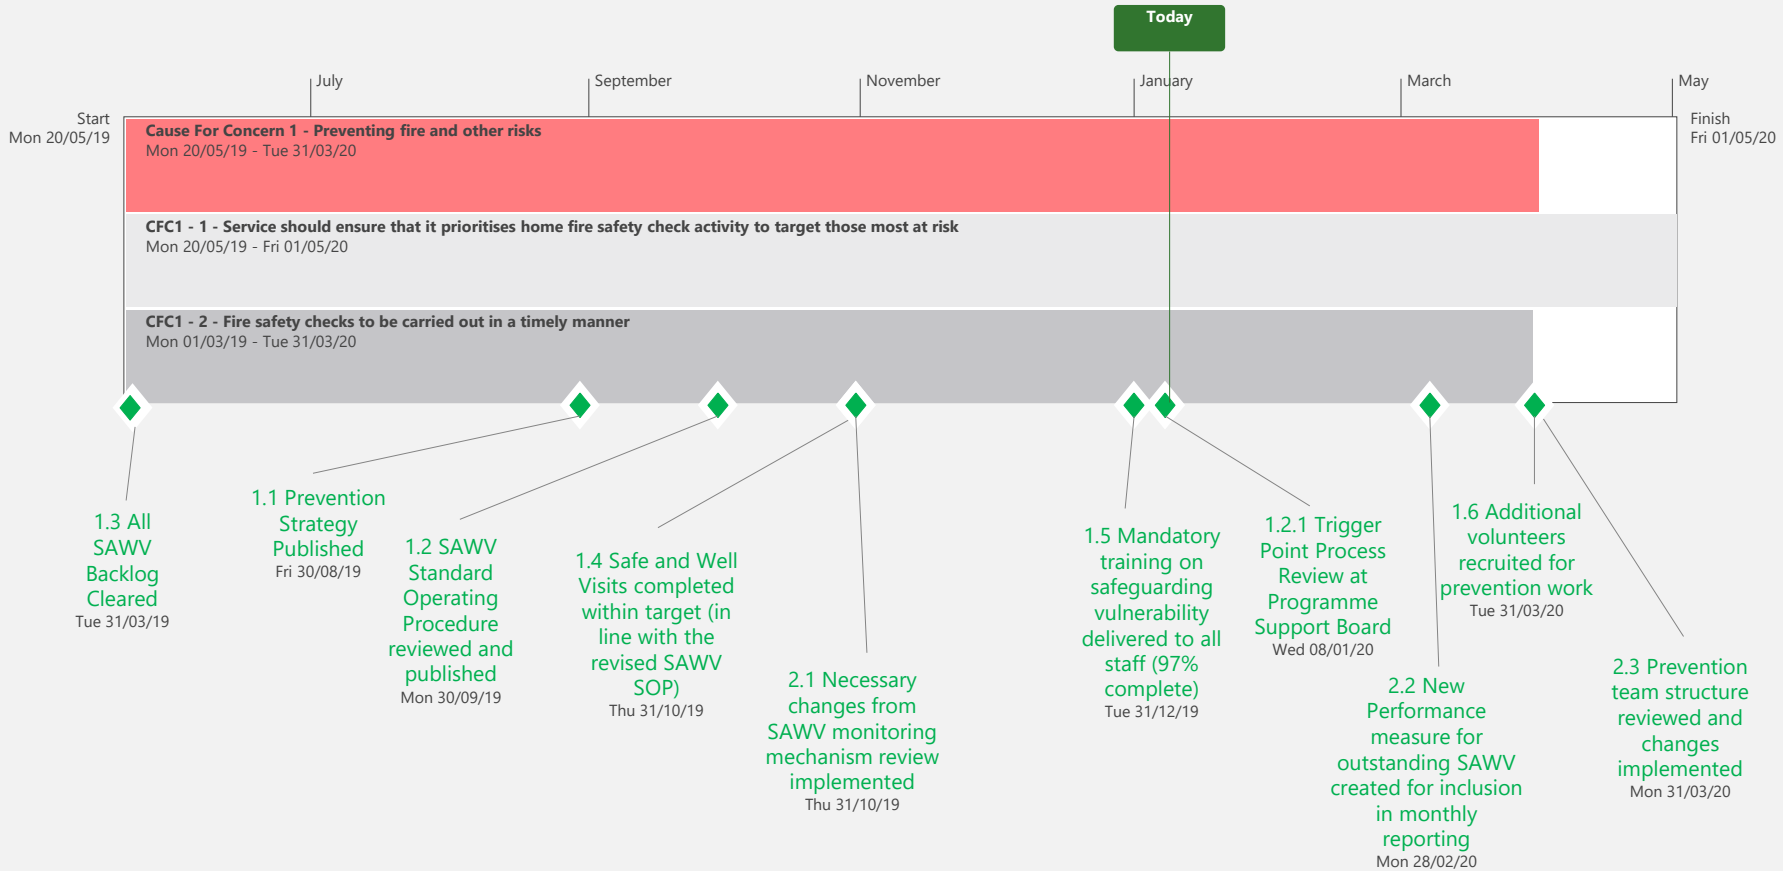 Today
July
September
November
January
March
May
Start
Mon 20/05/19
Finish
Fri 01/05/20
Cause For Concern 1 - Preventing fire and other risks
Mon 20/05/19 - Tue 31/03/20
CFC1 - 1 - Service should ensure that it prioritises home fire safety check activity to target those most at risk
Mon 20/05/19 - Fri 01/05/20
CFC1 - 2 - Fire safety checks to be carried out in a timely manner
Mon 01/03/19 - Tue 31/03/20
1.3 All
SAWV
Backlog
Cleared
Tue 31/03/19
1.1 Prevention
Strategy
Published
Fri 30/08/19
1.2 SAWV
Standard
Operating
Procedure
reviewed and
published
Mon 30/09/19
1.4 Safe and Well
Visits completed
within target (in
line with the
revised SAWV
SOP)
Thu 31/10/19
2.1 Necessary
changes from
SAWV monitoring
mechanism review
implemented
Thu 31/10/19
1.5 Mandatory
training on
safeguarding
vulnerability
delivered to all
staff (97%
complete)
Tue 31/12/19
1.2.1 Trigger
Point Process
Review at
Programme
Support Board
Wed 08/01/20
2.2 New
Performance
measure for
outstanding SAWV
created for inclusion
in monthly
reporting
Mon 28/02/20
1.6 Additional
volunteers
recruited for
prevention work
Tue 31/03/20
2.3 Prevention
team structure
reviewed and
changes
implemented
Mon 31/03/20